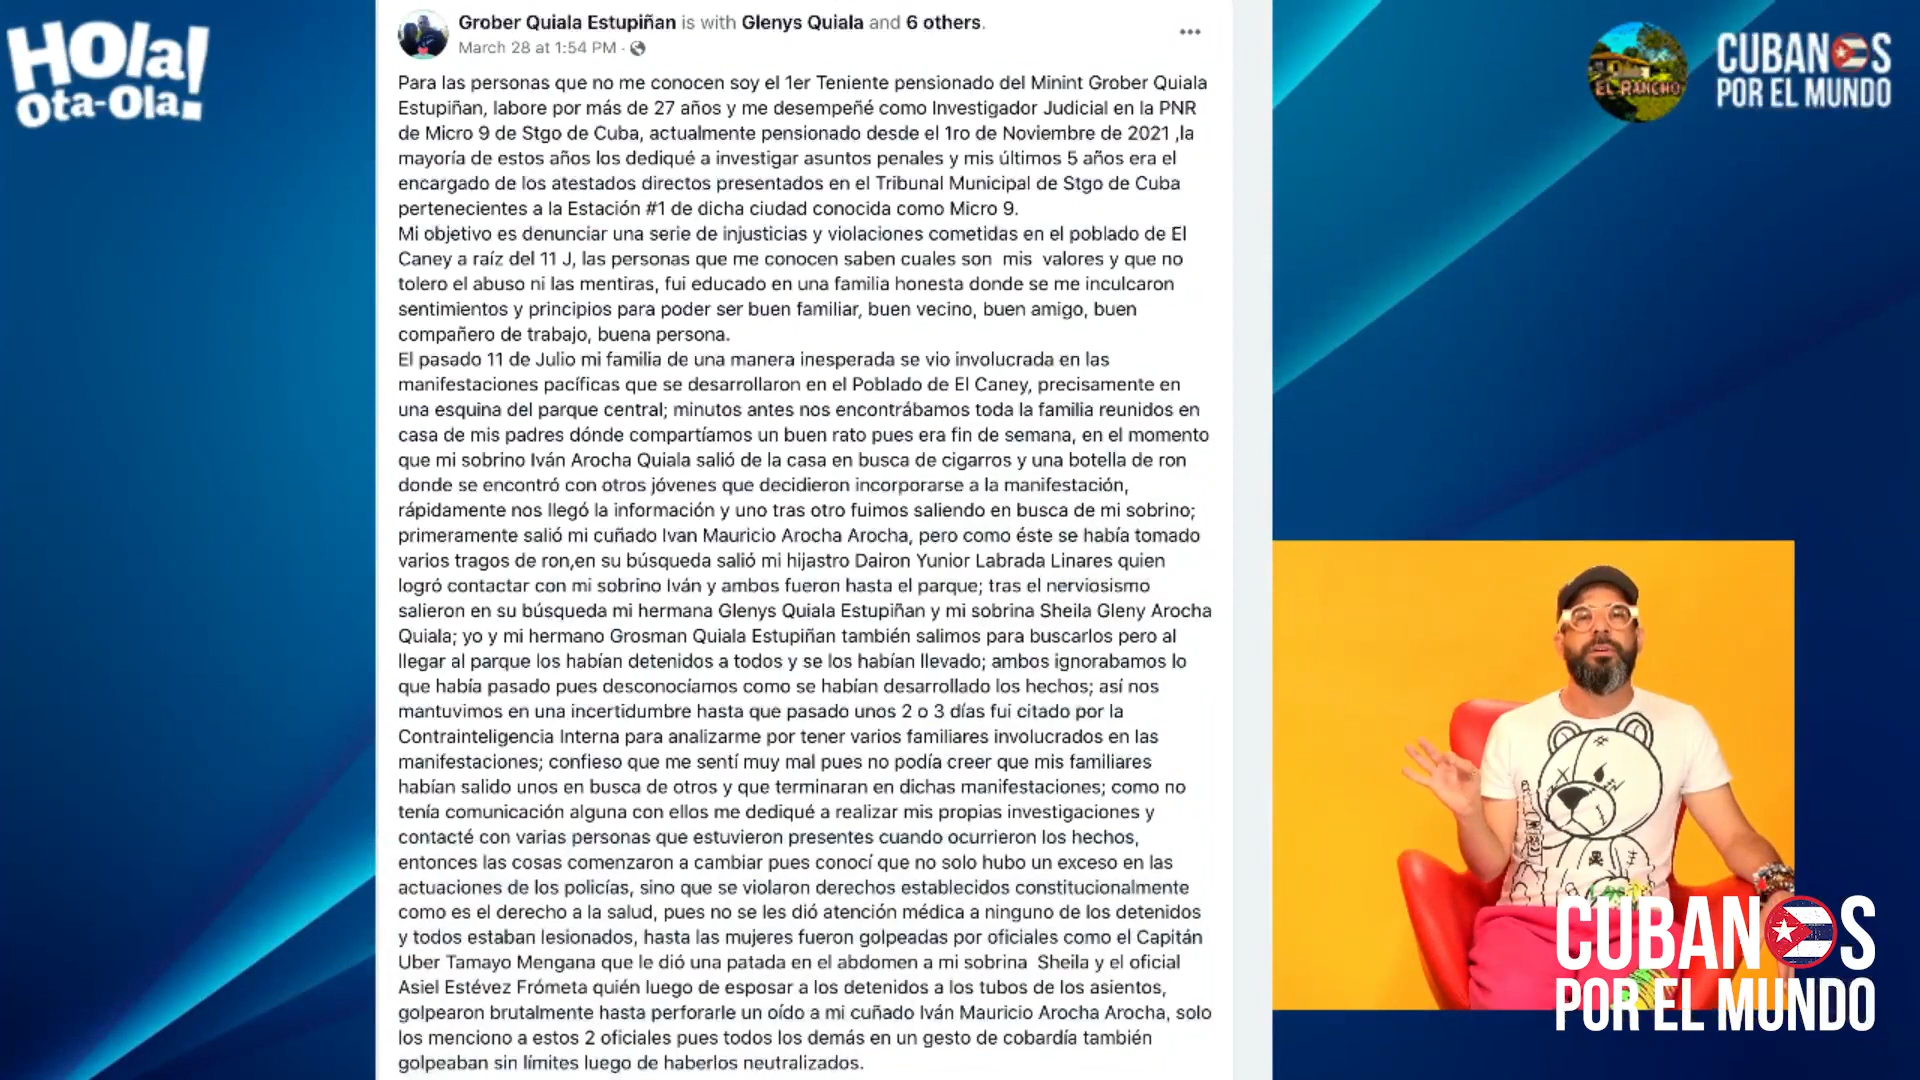 Hola!
Ota-Ola!
Grober Quiala Estupiñan is with Glenys Quiala and 6 others.
March 28 at 1:54 PM ·
Para las personas que no me conocen soy el 1er Teniente pensionado del Minint Grober Quiala
Estupiñan, labore por más de 27 años y me desempeñé como Investigador Judicial en la PNR
de Micro 9 de Stgo de Cuba, actualmente pensionado desde el 1ro de Noviembre de 2021 ,la
mayoría de estos años los dediqué a investigar asuntos penales y mis últimos 5 años era el
encargado de los atestados directos presentados en el Tribunal Municipal de Stgo de Cuba
pertenecientes a la Estación #1 de dicha ciudad conocida como Micro 9.
Mi objetivo es denunciar una serie de injusticias y violaciones cometidas en el poblado de El
Caney a raíz del 11 J, las personas que me conocen saben cuales son  mis  valores y que no
tolero el abuso ni las mentiras, fui educado en una familia honesta donde se me inculcaron
sentimientos y principios para poder ser buen familiar, buen vecino, buen amigo, buen
compañero de trabajo, buena persona.
El pasado 11 de Julio mi familia de una manera inesperada se vio involucrada en las
manifestaciones pacíficas que se desarrollaron en el Poblado de El Caney, precisamente en
una esquina del parque central; minutos antes nos encontrábamos toda la familia reunidos en
casa de mis padres dónde compartíamos un buen rato pues era fin de semana, en el momento
que mi sobrino Iván Arocha Quiala salió de la casa en busca de cigarros y una botella de ron
donde se encontró con otros jóvenes que decidieron incorporarse a la manifestación,
rápidamente nos llegó la información y uno tras otro fuimos saliendo en busca de mi sobrino;
primeramente salió mi cuñado Ivan Mauricio Arocha Arocha, pero como éste se había tomado
varios tragos de ron,en su búsqueda salió mi hijastro Dairon Yunior Labrada Linares quien
logró contactar con mi sobrino Iván y ambos fueron hasta el parque; tras el nerviosismo
salieron en su búsqueda mi hermana Glenys Quiala Estupiñan y mi sobrina Sheila Gleny Arocha
Quiala; yo y mi hermano Grosman Quiala Estupiñan también salimos para buscarlos pero al
llegar al parque los habían detenidos a todos y se los habían llevado; ambos ignorabamos lo
que había pasado pues desconocíamos como se habían desarrollado los hechos; así nos
mantuvimos en una incertidumbre hasta que pasado unos 2 o 3 días fui citado por la
Contrainteligencia Interna para analizarme por tener varios familiares involucrados en las
manifestaciones; confieso que me sentí muy mal pues no podía creer que mis familiares
habían salido unos en busca de otros y que terminaran en dichas manifestaciones; como no
tenía comunicación alguna con ellos me dediqué a realizar mis propias investigaciones y
contacté con varias personas que estuvieron presentes cuando ocurrieron los hechos,
entonces las cosas comenzaron a cambiar pues conocí que no solo hubo un exceso en las
actuaciones de los policías, sino que se violaron derechos establecidos constitucionalmente
como es el derecho a la salud, pues no se les dió atención médica a ninguno de los detenidos
y todos estaban lesionados, hasta las mujeres fueron golpeadas por oficiales como el Capitán
Uber Tamayo Mengana que le dió una patada en el abdomen a mi sobrina  Sheila y el oficial
Asiel Estévez Frómeta quién luego de esposar a los detenidos a los tubos de los asientos,
golpearon brutalmente hasta perforarle un oído a mi cuñado Iván Mauricio Arocha Arocha, solo
los menciono a estos 2 oficiales pues todos los demás en un gesto de cobardía también
golpeaban sin límites luego de haberlos neutralizados.
EL RANCHO
CUBANOS
POR EL MUNDO
CUBANOS
POR EL MUNDO